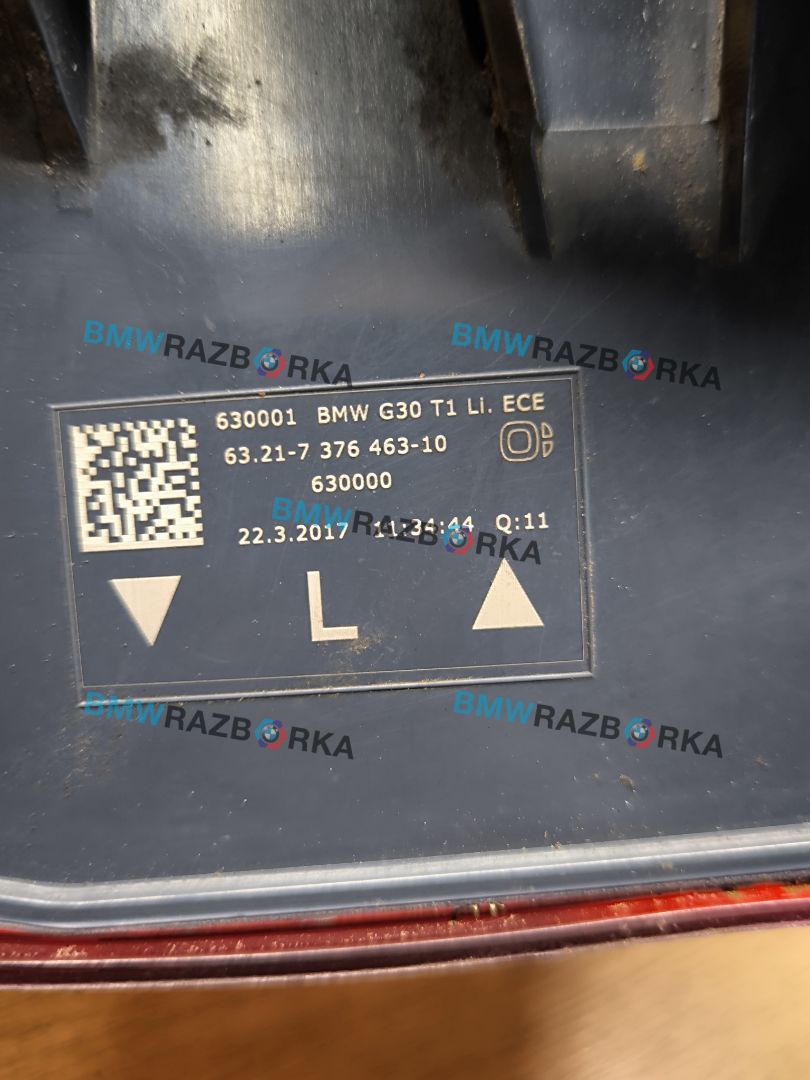 BMWRAZBORKA
BMWRAZBORKA
630001 BMW G30 T1 Li. ECE
63.21-7 376 463-10
630000
BMWRAZBORKA
22.3.2017 11:34:44 Q:11
L
BMWRAZBORKA
BMWRAZBORKA